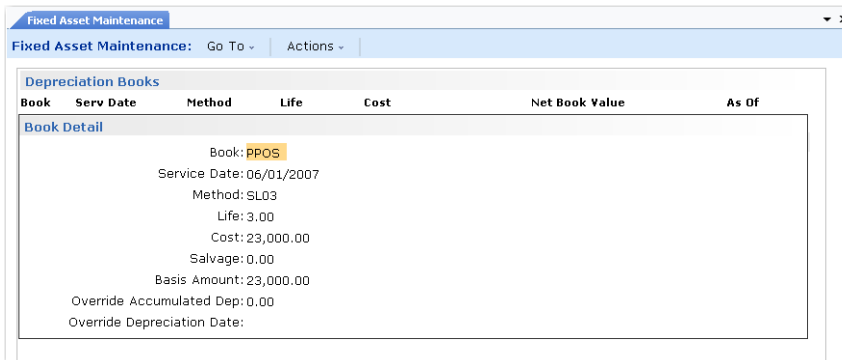 Fixed Asset Maintenance
Fixed Asset Maintenance: Go To Actions
Depreciation Books
Book Serv Date Method Life Cost Net Book Value As Of
Book Detail
Book: PPOS
Service Date: 06/01/2007
Method: SL03
Life: 3.00
Cost: 23,000.00
Salvage: 0.00
Basis Amount: 23,000.00
Override Accumulated Dep: 0.00
Override Depreciation Date: